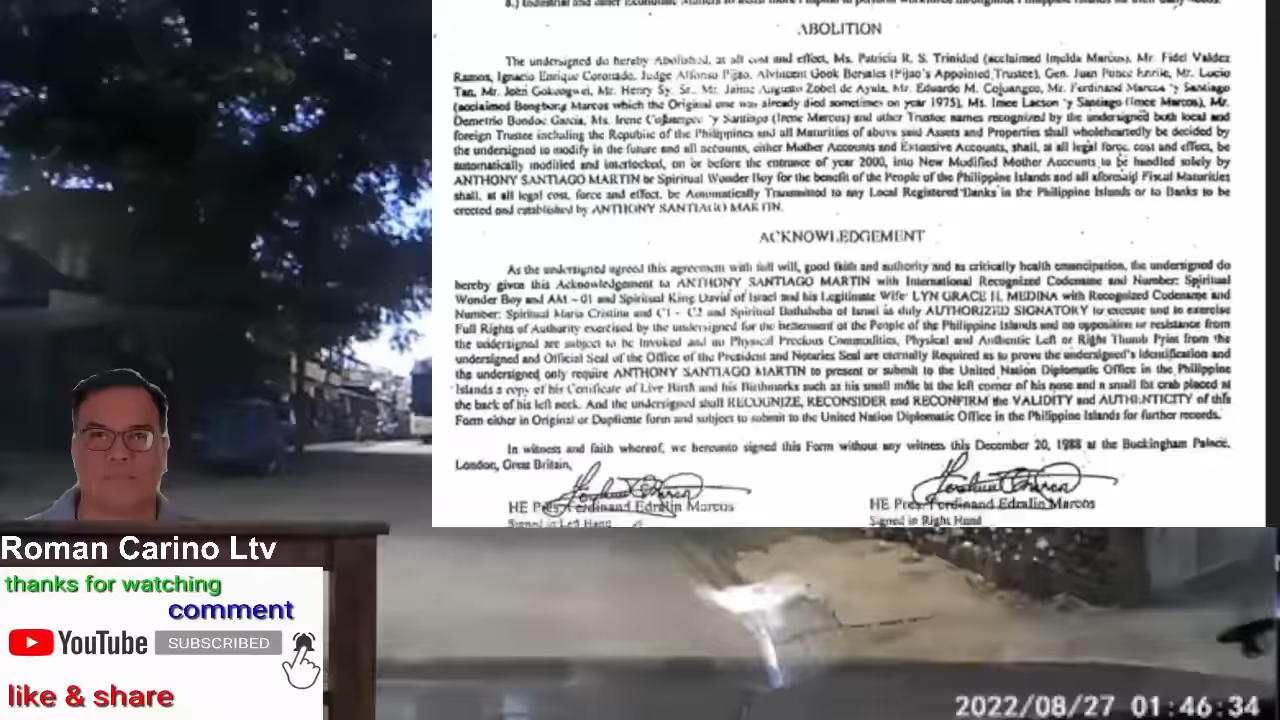 ABOLITION
The undersigned do hereby Abolished, at all cost and effect, Ms. Patricia R. S. Trinidad (acclaimed Imelda Marcos), Mr. Fidel Valdez
Ramos, Ignacio Enrique Coronado, Judge Alfonso Pijao, Alvincent Gook Bersales (Pijao's Appointed Trustee), Gen. Juan Ponce Enrile, Mr. Lucio
Tan, Mr. John Gokongwei, Mr. Henry Sy, Sr., Mr. Jaime Augusto Zobel de Ayala, Mr. Eduardo M. Cojuangco, Mr. Ferdinand Marcos 'y Santiago
(acclaimed Bongbong Marcos which the Original one was already died sometimes on year 1975), Ms. Imee Lacson 'y Santiago (Imee Marcos), Mr.
Demetrio Bondoc Garcia, Ms. Irene Cojuangco 'y Santiago (Irene Marcos) and other Trustee names recognized by the undersigned both local and
foreign Trustee including the Republic of the Philippines and all Maturities of above said Assets and Properties shall wholeheartedly be decided by
the undersigned to modify in the future and all accounts, either Mother Accounts and Extensive Accounts, shall, at all legal force, cost and effect, be
automatically modified and interlocked, on or before the entrance of year 2000, into New Modified Mother Accounts to be handled solely by
ANTHONY SANTIAGO MARTIN or Spiritual Wonder Boy for the benefit of the People of the Philippine Islands and all aforesaid Fiscal Maturities
shall, at all legal cost, force and effect, be Automatically Transmitted to any Local Registered Banks in the Philippine Islands or to Banks to be
erected and established by ANTHONY SANTIAGO MARTIN.
ACKNOWLEDGEMENT
As the undersigned agreed this agreement with full will, good faith and authority and as critically health emancipation, the undersigned do
hereby given this Acknowledgement to ANTHONY SANTIAGO MARTIN with International Recognized Codename and Number: Spiritual
Wonder Boy and AM - 01 and Spiritual King David of Israel and his Legitimate Wife LYN GRACE H. MEDINA with Recognized Codename and
Number: Spiritual Maria Cristina and C1 - C2 and Spiritual Bathsheba of Israel is duly AUTHORIZED SIGNATORY to execute and to exercise
Full Rights of Authority exercised by the undersigned for the betterment of the People of the Philippine Islands and no opposition or resistance from
the undersigned are subject to be Invoked and no Physical Precious Commodities, Physical and Authentic Left or Right Thumb Print from the
undersigned and Official Seal of the Office of the President and Notaries Seal are eternally Required as to prove the undersigned's Identification and
the undersigned only require ANTHONY SANTIAGO MARTIN to present or submit to the United Nation Diplomatic Office in the Philippine
Islands a copy of his Certificate of Live Birth and his Birthmarks such as his small mole at the left corner of his nose and a small fat crab placed at
the back of his left neck. And the undersigned shall RECOGNIZE, RECONSIDER and RECONFIRM the VALIDITY and AUTHENTICITY of this
Form either in Original or Duplicate form and subject to submit to the United Nation Diplomatic Office in the Philippine Islands for further records.
In witness and faith whereof, we hereunto signed this Form without any witness this December 20, 1988 at the Buckingham Palace,
London, Great Britain,
HE Pres. Ferdinand Edralin Marcos
HE Pres. Ferdinand Edralin Marcos
Signed in Left Hand
Signed in Right Hand
Roman Carino Ltv
thanks for watching
comment
YouTube SUBSCRIBED
like & share
2022/08/27 01:46:34